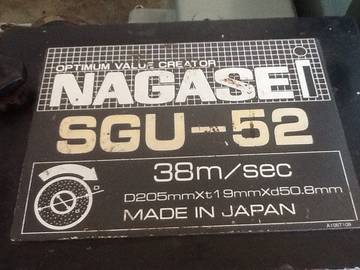 OPTIMUM VALUE CREATOR
NAGASEi
SGU-52
38m/sec
D205mmXt19mmXd50.8mm
MADE IN JAPAN